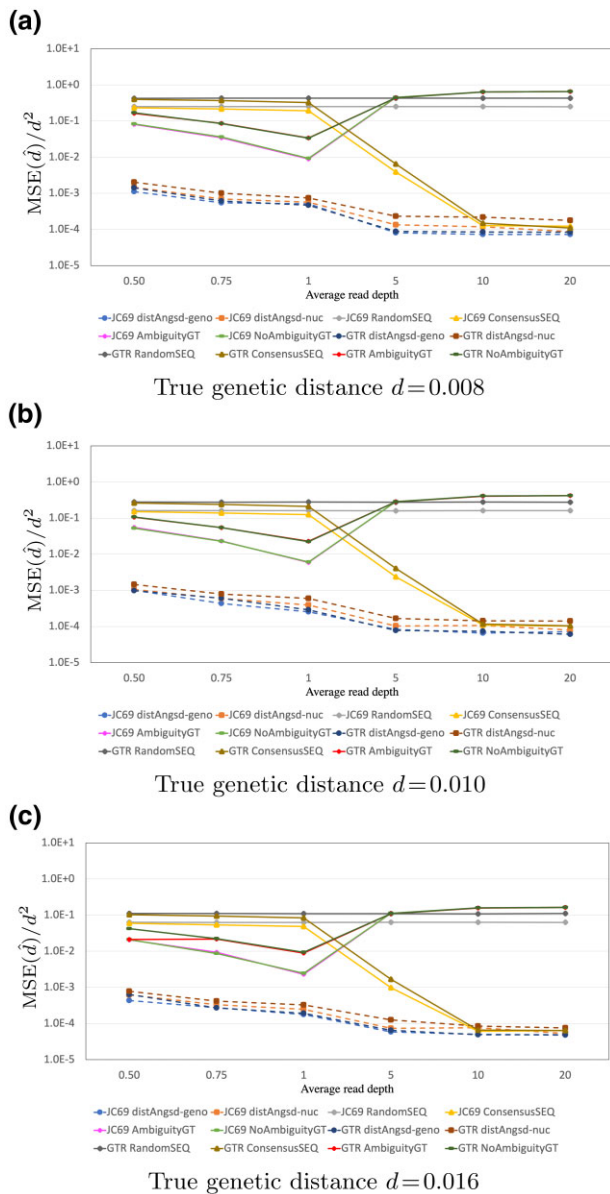 (a)
1.0E+1
1.0E+0
1.0E-1
1.0E-2
1.0E-3
1.0E-4
1.0E-5
MSE(d̂)/d²
0.50 0.75 1 5 10 20
Average read depth
JC69 distAngsd-geno JC69 distAngsd-nuc JC69 RandomSEQ JC69 ConsensusSEQ
JC69 AmbiguityGT JC69 NoAmbiguityGT GTR distAngsd-geno GTR distAngsd-nuc
GTR RandomSEQ GTR ConsensusSEQ GTR AmbiguityGT GTR NoAmbiguityGT
True genetic distance d=0.008
(b)
1.0E+1
1.0E+0
1.0E-1
1.0E-2
1.0E-3
1.0E-4
1.0E-5
MSE(d̂)/d²
0.50 0.75 1 5 10 20
Average read depth
JC69 distAngsd-geno JC69 distAngsd-nuc JC69 RandomSEQ JC69 ConsensusSEQ
JC69 AmbiguityGT JC69 NoAmbiguityGT GTR distAngsd-geno GTR distAngsd-nuc
GTR RandomSEQ GTR ConsensusSEQ GTR AmbiguityGT GTR NoAmbiguityGT
True genetic distance d=0.010
(c)
1.0E+1
1.0E+0
1.0E-1
1.0E-2
1.0E-3
1.0E-4
1.0E-5
MSE(d̂)/d²
0.50 0.75 1 5 10 20
Average read depth
JC69 distAngsd-geno JC69 distAngsd-nuc JC69 RandomSEQ JC69 ConsensusSEQ
JC69 AmbiguityGT JC69 NoAmbiguityGT GTR distAngsd-geno GTR distAngsd-nuc
GTR RandomSEQ GTR ConsensusSEQ GTR AmbiguityGT GTR NoAmbiguityGT
True genetic distance d=0.016